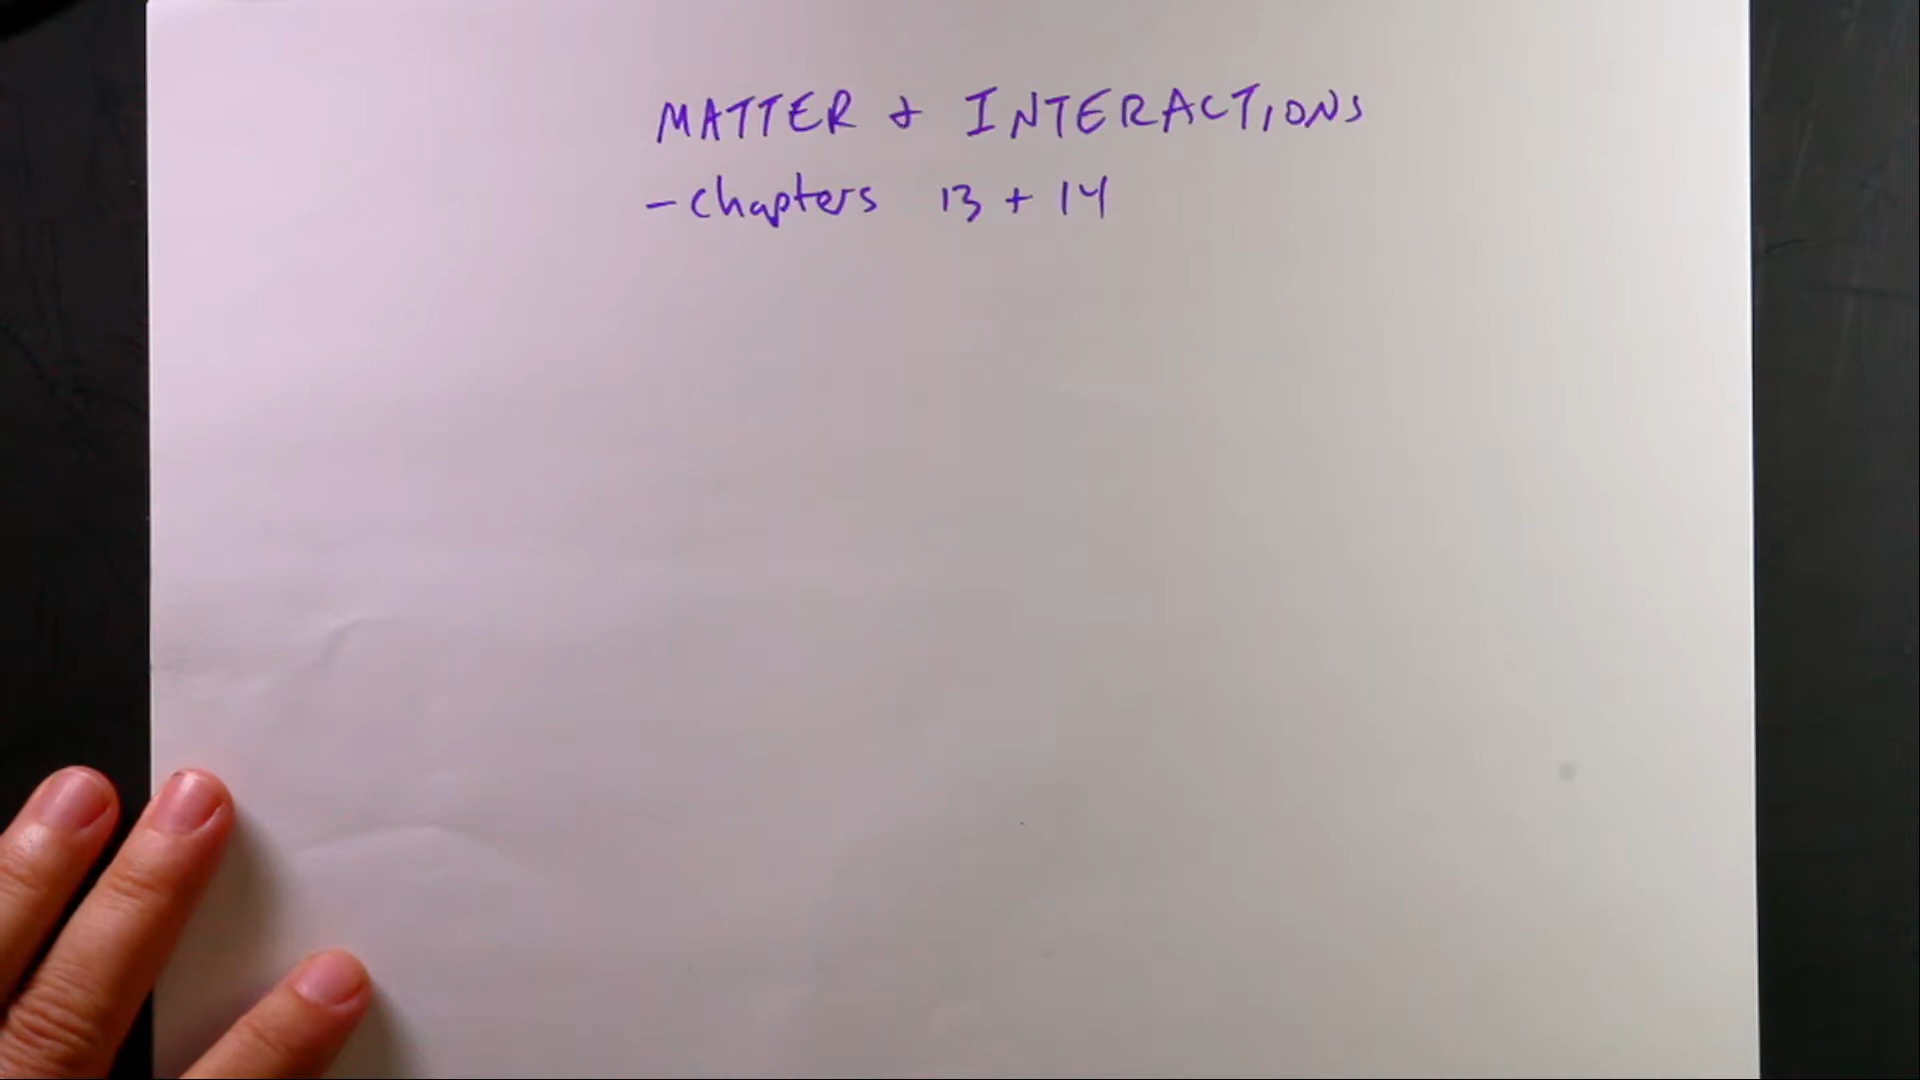 MATTER & INTERACTIONS
- chapters 13 + 14